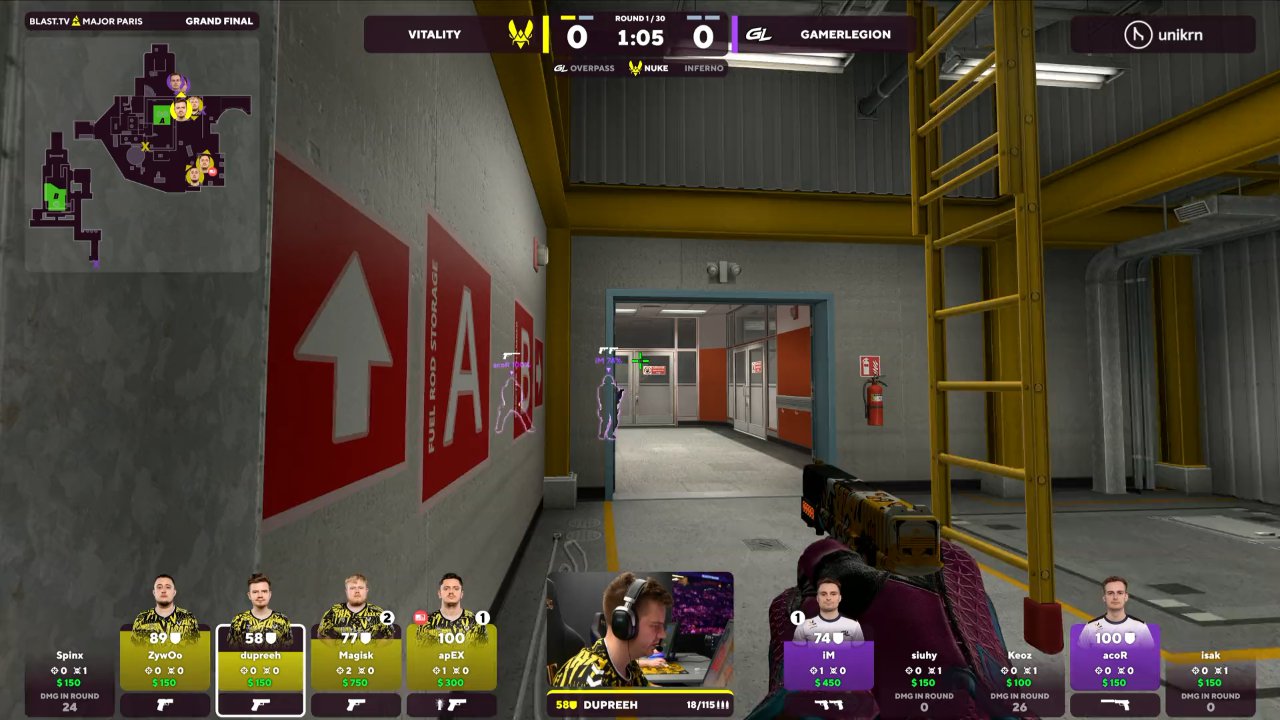 BLAST.TV MAJOR PARIS GRAND FINAL
VITALITY
0
ROUND 1 / 30
1:05
0
GL
GAMERLEGION
unikrn
GL OVERPASS
NUKE
INFERNO
X
FUEL ROD STORAGE
A
B
iM 74%
89
58
2
77
1
100
1
74
100
Spinx
ZywOo
dupreeh
Magisk
apEX
iM
siuhy
Keoz
acoR
isak
0 1
0 0
0 0
2 0
1 0
1 0
0 1
0 1
0 0
0 1
$150
$150
$150
$750
$300
$450
$150
$100
$150
$150
DMG IN ROUND
24
DMG IN ROUND
0
DMG IN ROUND
26
DMG IN ROUND
0
58 DUPREEH 18/115